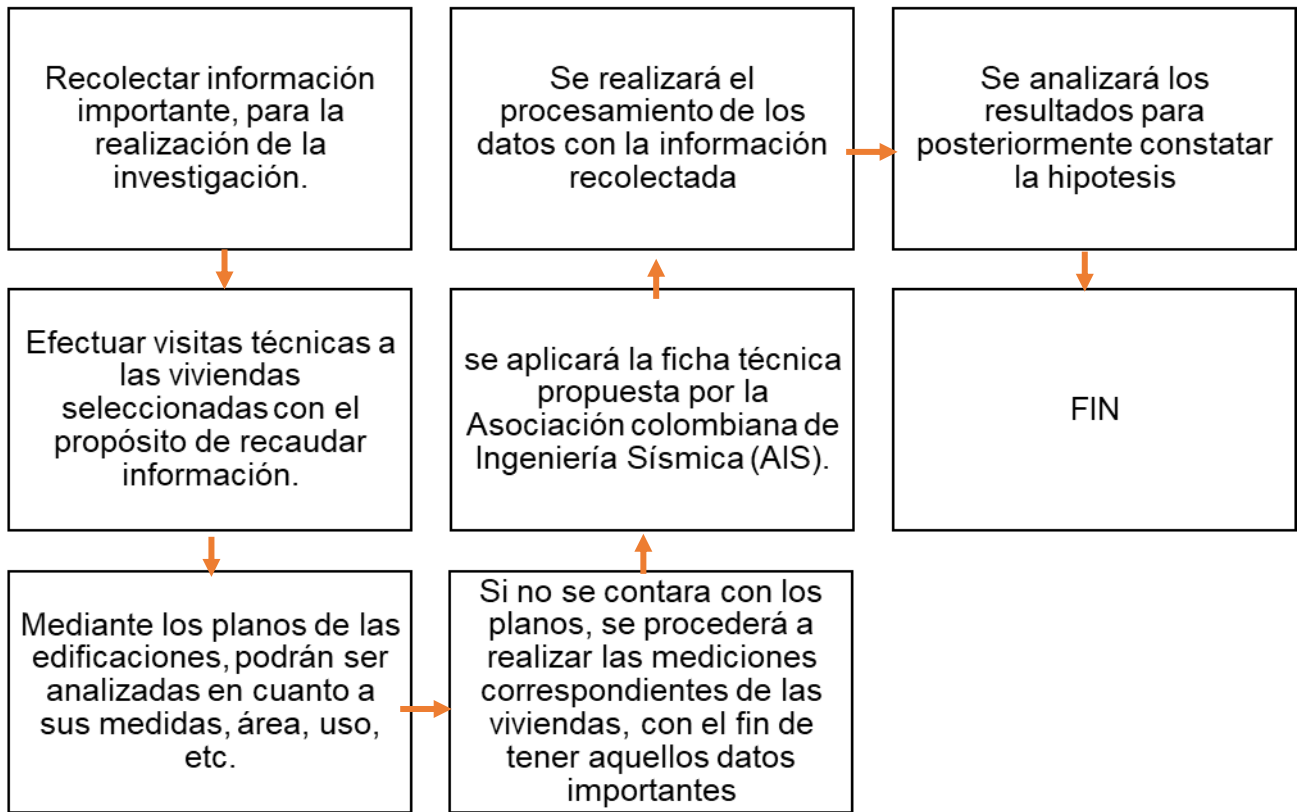 Recolectar información
importante, para la
realización de la
investigación.
Efectuar visitas técnicas a
las viviendas
seleccionadas con el
propósito de recaudar
información.
Mediante los planos de las
edificaciones, podrán ser
analizadas en cuanto a
sus medidas, área, uso,
etc.
Si no se contara con los
planos, se procederá a
realizar las mediciones
correspondientes de las
viviendas, con el fin de
tener aquellos datos
importantes
se aplicará la ficha técnica
propuesta por la
Asociación colombiana de
Ingeniería Sísmica (AIS).
Se realizará el
procesamiento de los
datos con la información
recolectada
Se analizará los
resultados para
posteriormente constatar
la hipotesis
FIN